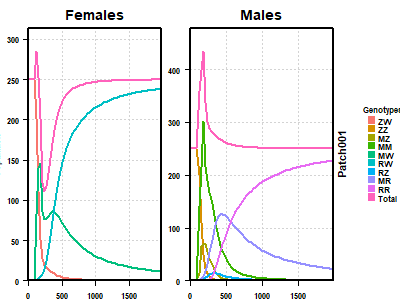 Females
Males
300
250
200
150
100
50
0
0
500
1000
1500
400
300
200
100
0
0
500
1000
1500
Patch001
Genotypes
ZW
ZZ
MZ
MM
MW
RW
RZ
MR
RR
Total